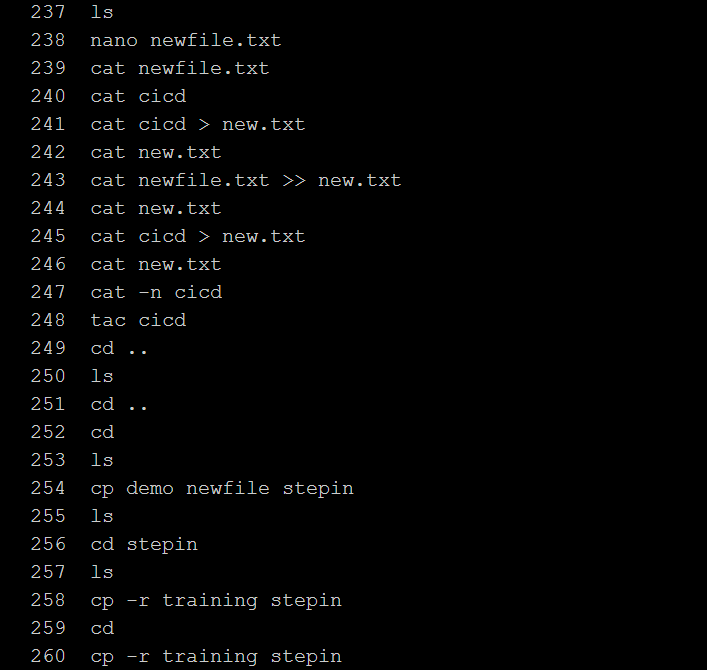 237 ls
238 nano newfile.txt
239 cat newfile.txt
240 cat cicd
241 cat cicd > new.txt
242 cat new.txt
243 cat newfile.txt >> new.txt
244 cat new.txt
245 cat cicd > new.txt
246 cat new.txt
247 cat -n cicd
248 tac cicd
249 cd ..
250 ls
251 cd ..
252 cd
253 ls
254 cp demo newfile stepin
255 ls
256 cd stepin
257 ls
258 cp -r training stepin
259 cd
260 cp -r training stepin